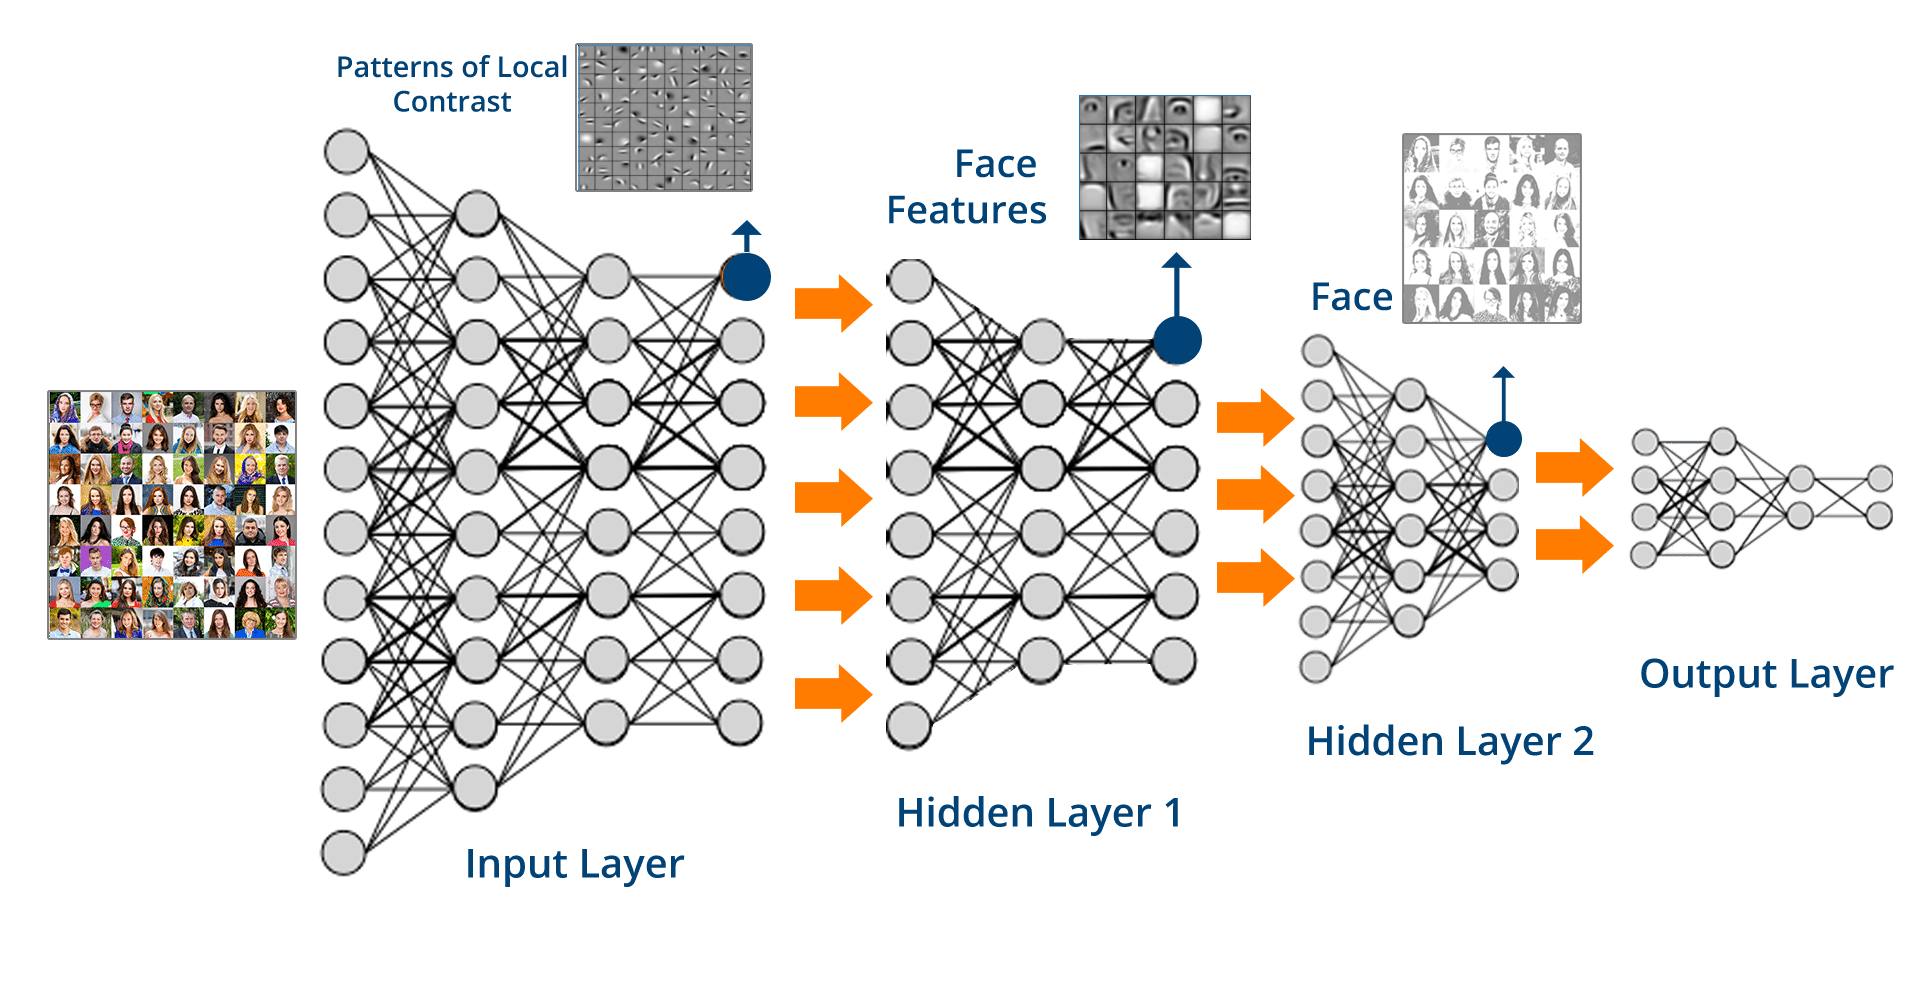 Patterns of Local
Contrast
Face
Features
Face
Input Layer
Hidden Layer 1
Hidden Layer 2
Output Layer